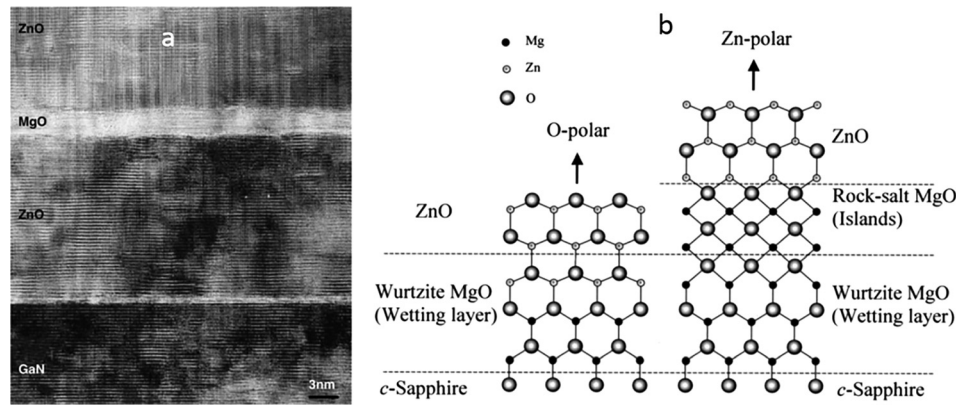 ZnO
a
MgO
ZnO
GaN
3nm
b
Mg
Zn
O
O-polar
Zn-polar
ZnO
ZnO
Rock-salt MgO
(Islands)
Wurtzite MgO
(Wetting layer)
Wurtzite MgO
(Wetting layer)
c-Sapphire
c-Sapphire